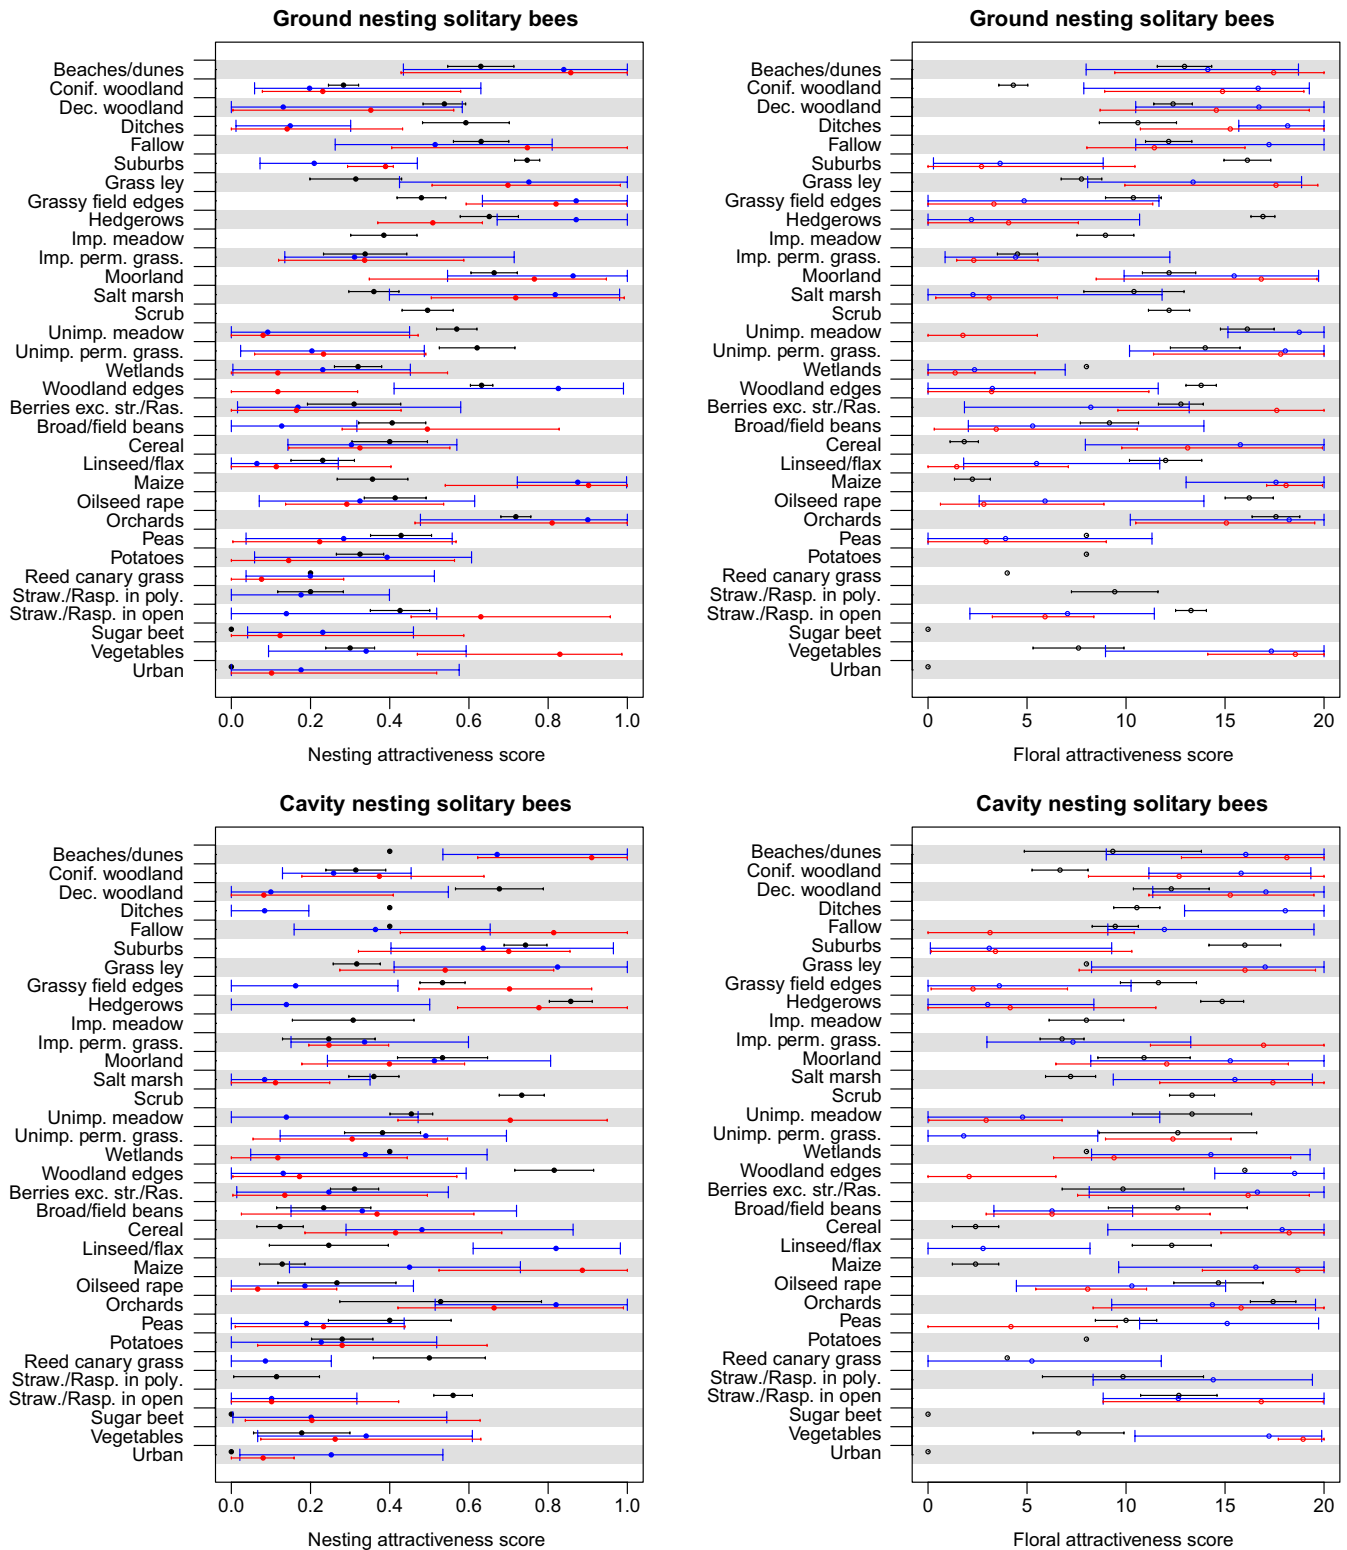 Ground nesting solitary bees
Beaches/dunes
Conif. woodland
Dec. woodland
Ditches
Fallow
Suburbs
Grass ley
Grassy field edges
Hedgerows
Imp. meadow
Imp. perm. grass.
Moorland
Salt marsh
Scrub
Unimp. meadow
Unimp. perm. grass.
Wetlands
Woodland edges
Berries exc. str./Ras.
Broad/field beans
Cereal
Linseed/flax
Maize
Oilseed rape
Orchards
Peas
Potatoes
Reed canary grass
Straw./Rasp. in poly.
Straw./Rasp. in open
Sugar beet
Vegetables
Urban
0.0 0.2 0.4 0.6 0.8 1.0
Nesting attractiveness score
Ground nesting solitary bees
Beaches/dunes
Conif. woodland
Dec. woodland
Ditches
Fallow
Suburbs
Grass ley
Grassy field edges
Hedgerows
Imp. meadow
Imp. perm. grass.
Moorland
Salt marsh
Scrub
Unimp. meadow
Unimp. perm. grass.
Wetlands
Woodland edges
Berries exc. str./Ras.
Broad/field beans
Cereal
Linseed/flax
Maize
Oilseed rape
Orchards
Peas
Potatoes
Reed canary grass
Straw./Rasp. in poly.
Straw./Rasp. in open
Sugar beet
Vegetables
Urban
0 5 10 15 20
Floral attractiveness score
Cavity nesting solitary bees
Beaches/dunes
Conif. woodland
Dec. woodland
Ditches
Fallow
Suburbs
Grass ley
Grassy field edges
Hedgerows
Imp. meadow
Imp. perm. grass.
Moorland
Salt marsh
Scrub
Unimp. meadow
Unimp. perm. grass.
Wetlands
Woodland edges
Berries exc. str./Ras.
Broad/field beans
Cereal
Linseed/flax
Maize
Oilseed rape
Orchards
Peas
Potatoes
Reed canary grass
Straw./Rasp. in poly.
Straw./Rasp. in open
Sugar beet
Vegetables
Urban
0.0 0.2 0.4 0.6 0.8 1.0
Nesting attractiveness score
Cavity nesting solitary bees
Beaches/dunes
Conif. woodland
Dec. woodland
Ditches
Fallow
Suburbs
Grass ley
Grassy field edges
Hedgerows
Imp. meadow
Imp. perm. grass.
Moorland
Salt marsh
Scrub
Unimp. meadow
Unimp. perm. grass.
Wetlands
Woodland edges
Berries exc. str./Ras.
Broad/field beans
Cereal
Linseed/flax
Maize
Oilseed rape
Orchards
Peas
Potatoes
Reed canary grass
Straw./Rasp. in poly.
Straw./Rasp. in open
Sugar beet
Vegetables
Urban
0 5 10 15 20
Floral attractiveness score